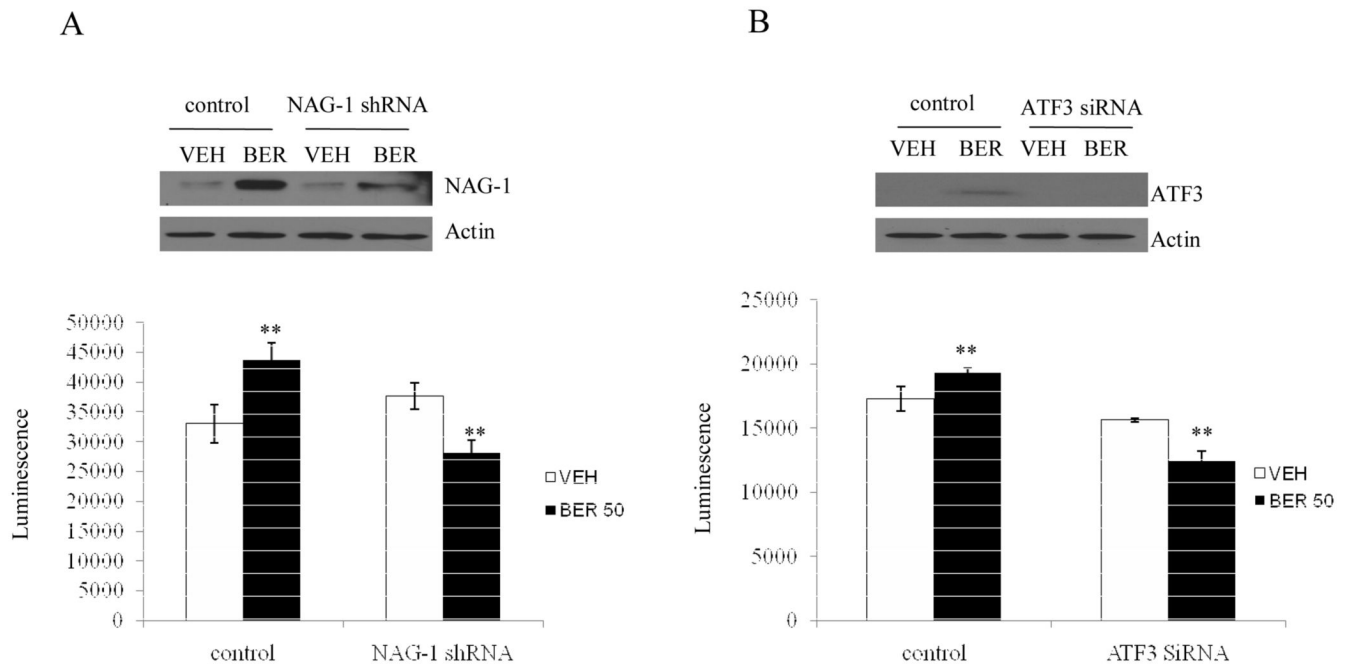 A
control NAG-1 shRNA
VEH BER VEH BER
NAG-1
Actin
50000
45000
40000
35000
30000
25000
20000
15000
10000
5000
0
Luminescence
**
**
VEH
BER 50
control NAG-1 shRNA
B
control ATF3 siRNA
VEH BER VEH BER
ATF3
Actin
25000
20000
15000
10000
5000
0
Luminescence
**
**
VEH
BER 50
control ATF3 SiRNA